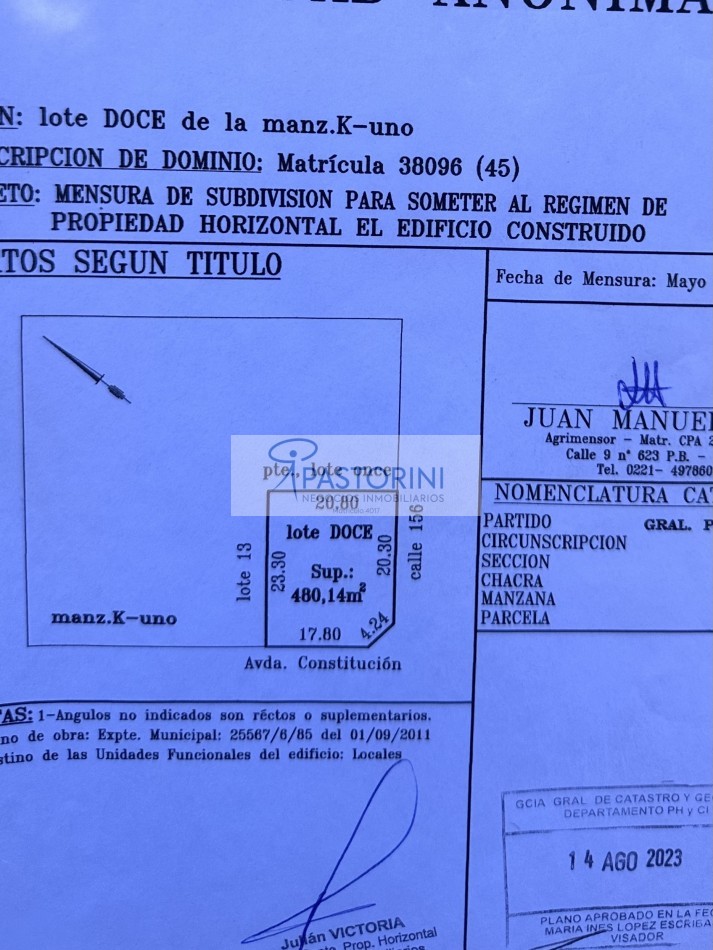 ANONIMA
N: lote DOCE de la manz.K-uno
CRIPCION DE DOMINIO: Matrícula 38096 (45)
ETO: MENSURA DE SUBDIVISION PARA SOMETER AL REGIMEN DE
PROPIEDAD HORIZONTAL EL EDIFICIO CONSTRUIDO
TOS SEGUN TITULO
Fecha de Mensura: Mayo
JUAN MANUEL
Agrimensor - Matr. CPA 2
Calle 9 n° 623 P.B. -
Tel. 0221- 497860
NOMENCLATURA CAT
PARTIDO GRAL. P
CIRCUNSCRIPCION
SECCION
CHACRA
MANZANA
PARCELA
pte. lote once
PASTORINI
NEGOCIOS INMOBILIARIOS
20.80
lote DOCE
lote 13
23.30
20.30
calle 156
Sup.:
480,14m²
manz.K-uno
17.80
4.24
Avda. Constitución
TAS: 1-Angulos no indicados son réctos o suplementarios.
no de obra: Expte. Municipal: 25567/6/85 del 01/09/2011
stino de las Unidades Funcionales del edificio: Locales
GCIA GRAL DE CATASTRO Y GE
DEPARTAMENTO PH y CI
14 AGO 2023
PLANO APROBADO EN LA FEC
MARIA INES LOPEZ ESCRIBA
VISADOR
Julián VICTORIA
Prop. Horizontal